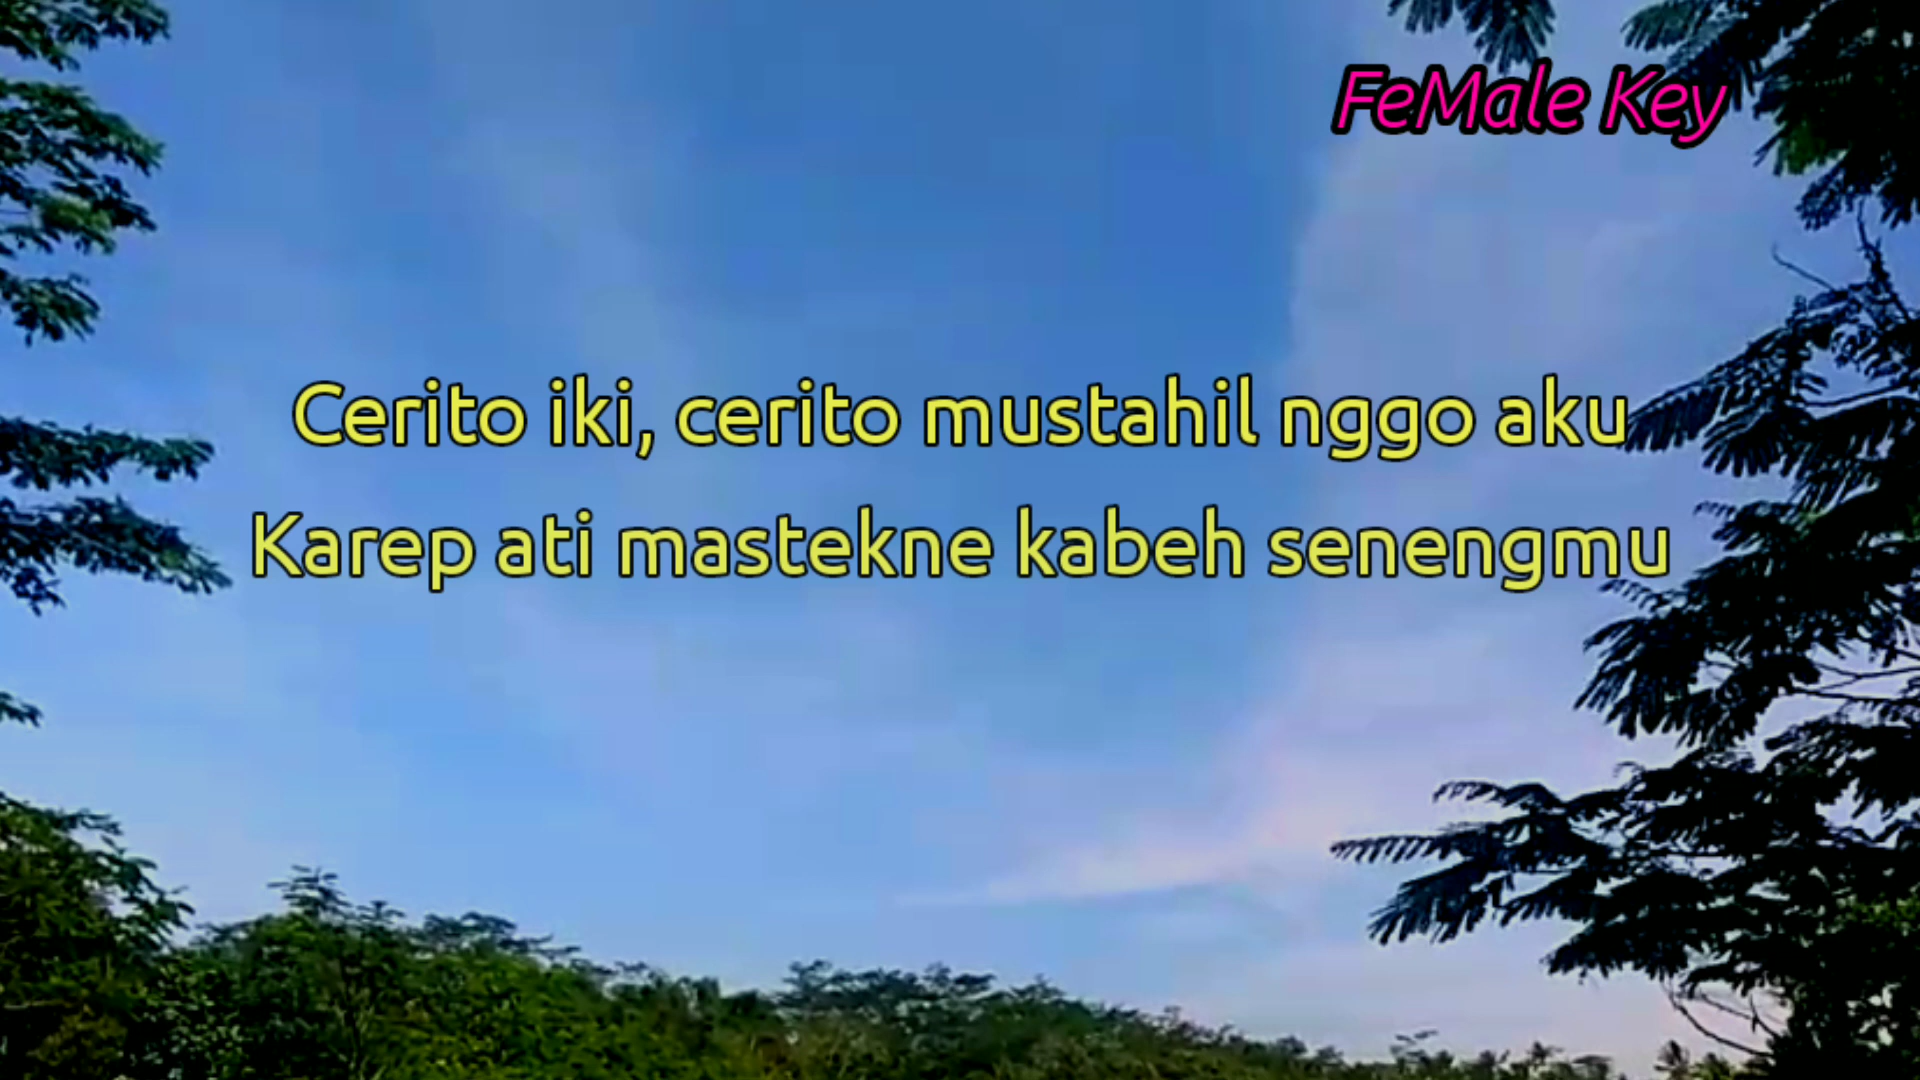 FeMale Key
Cerito iki, cerito mustahil nggo aku
Karep ati mastekne kabeh senengmu